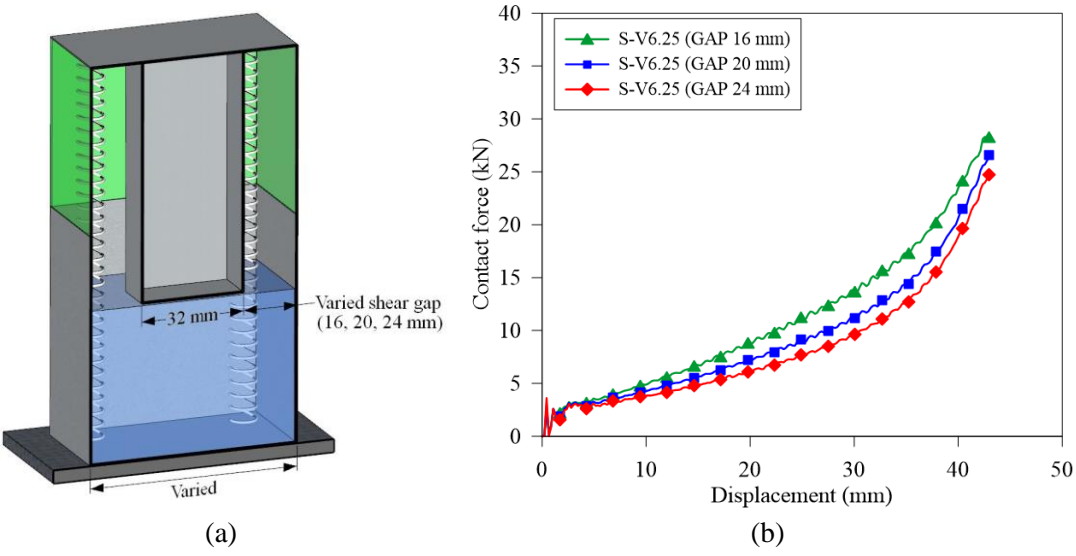 32 mm
Varied shear gap
(16, 20, 24 mm)
Varied
(a)
S-V6.25 (GAP 16 mm)
S-V6.25 (GAP 20 mm)
S-V6.25 (GAP 24 mm)
Contact force (kN)
40
35
30
25
20
15
10
5
0
0 10 20 30 40 50
Displacement (mm)
(b)